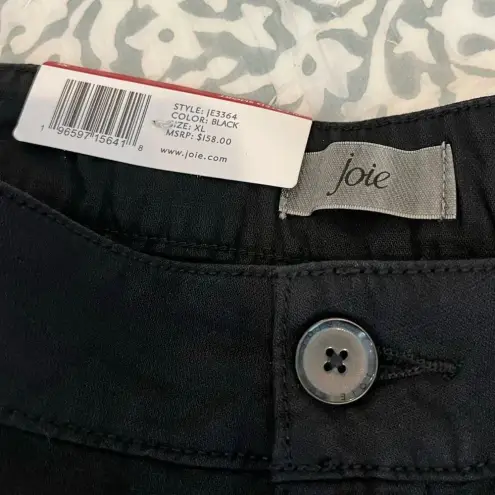 STYLE: JE3364
COLOR: BLACK
SIZE: XL
MSRP: $158.00
www.joie.com
1 96597 15641 8
joie